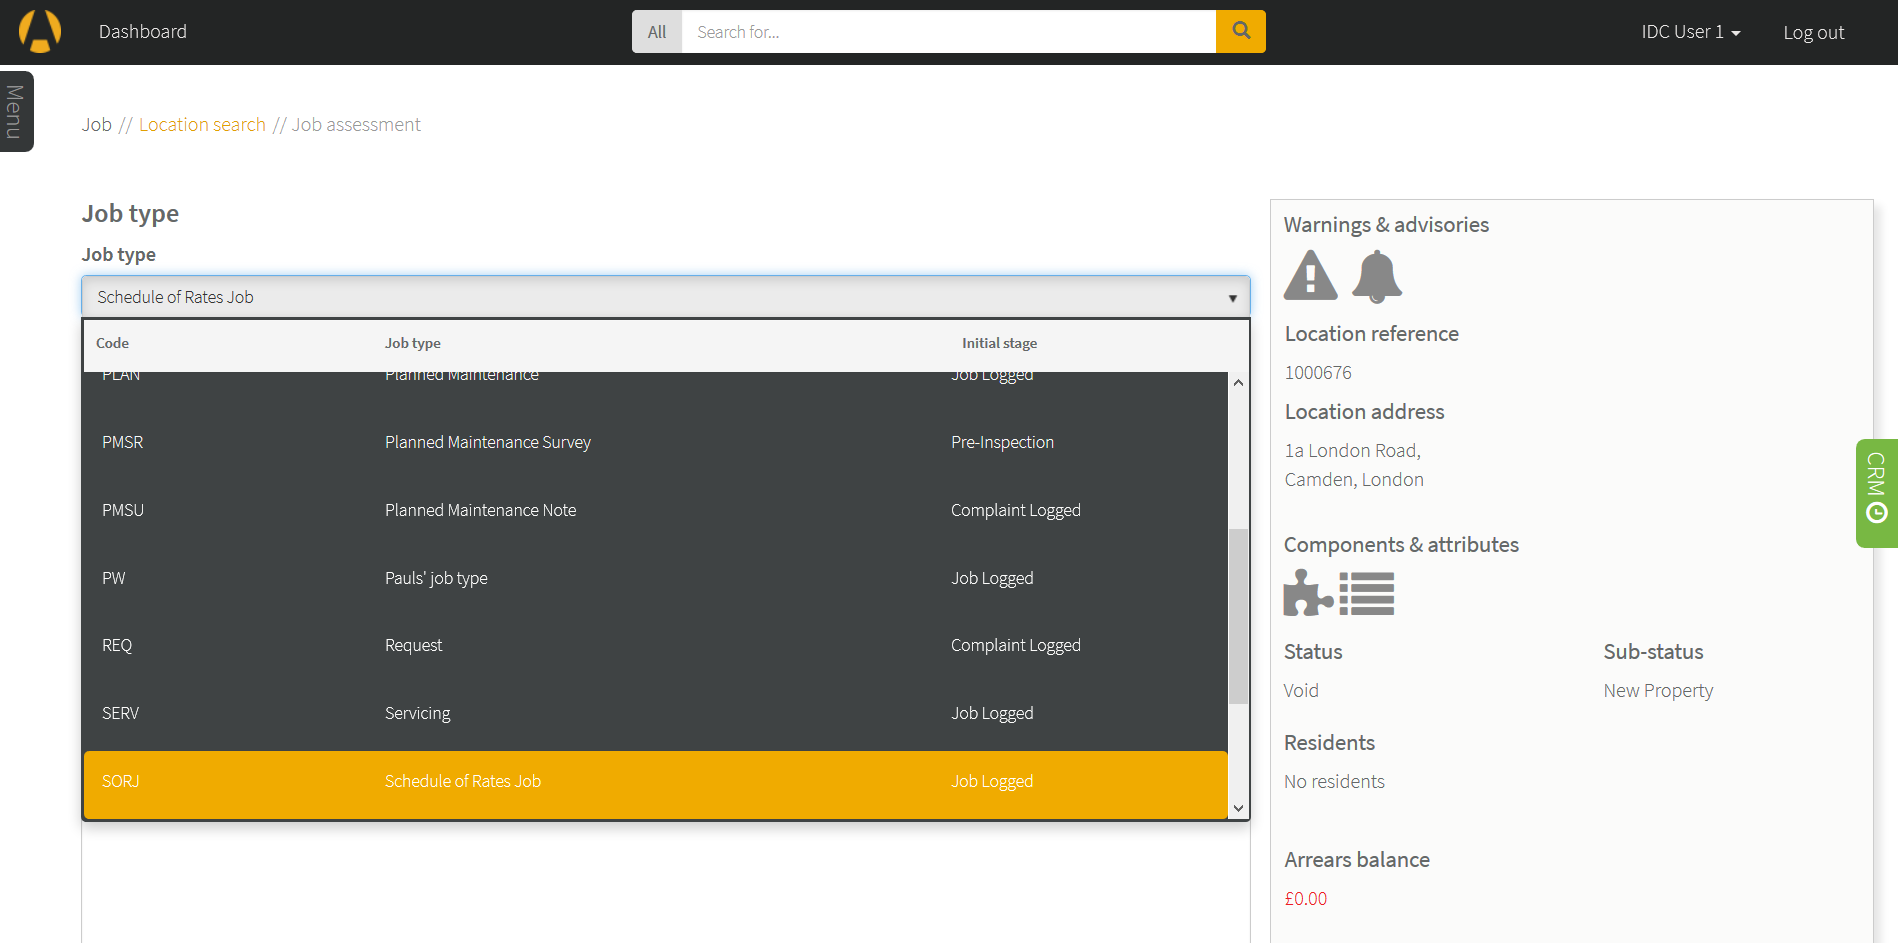 Dashboard
All Search for...
IDC User 1
Log out
Menu
Job // Location search // Job assessment
Job type
Job type
Schedule of Rates Job
Code Job type Initial stage
PLAN Planned Maintenance Job Logged
PMSR Planned Maintenance Survey Pre-Inspection
PMSU Planned Maintenance Note Complaint Logged
PW Pauls' job type Job Logged
REQ Request Complaint Logged
SERV Servicing Job Logged
SORJ Schedule of Rates Job Job Logged
Warnings & advisories
Location reference
1000676
Location address
1a London Road,
Camden, London
Components & attributes
Status Sub-status
Void New Property
Residents
No residents
Arrears balance
£0.00
CRM